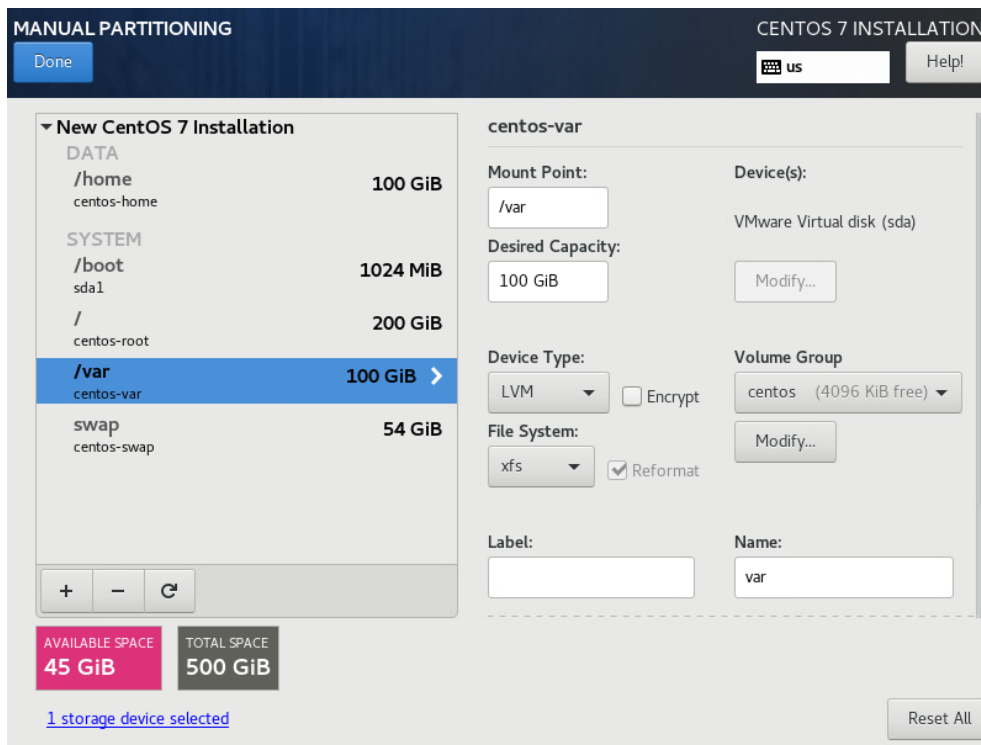 MANUAL PARTITIONING
CENTOS 7 INSTALLATION
Done
us
Help!
New CentOS 7 Installation
DATA
/home
100 GiB
centos-home
SYSTEM
/boot
1024 MiB
sda1
/
200 GiB
centos-root
/var
100 GiB
centos-var
swap
54 GiB
centos-swap
+
−
AVAILABLE SPACE
45 GiB
TOTAL SPACE
500 GiB
1 storage device selected
centos-var
Mount Point:
Device(s):
/var
VMware Virtual disk (sda)
Desired Capacity:
100 GiB
Modify...
Device Type:
Volume Group
LVM
Encrypt
centos (4096 KiB free)
File System:
Modify...
xfs
Reformat
Label:
Name:
var
Reset All